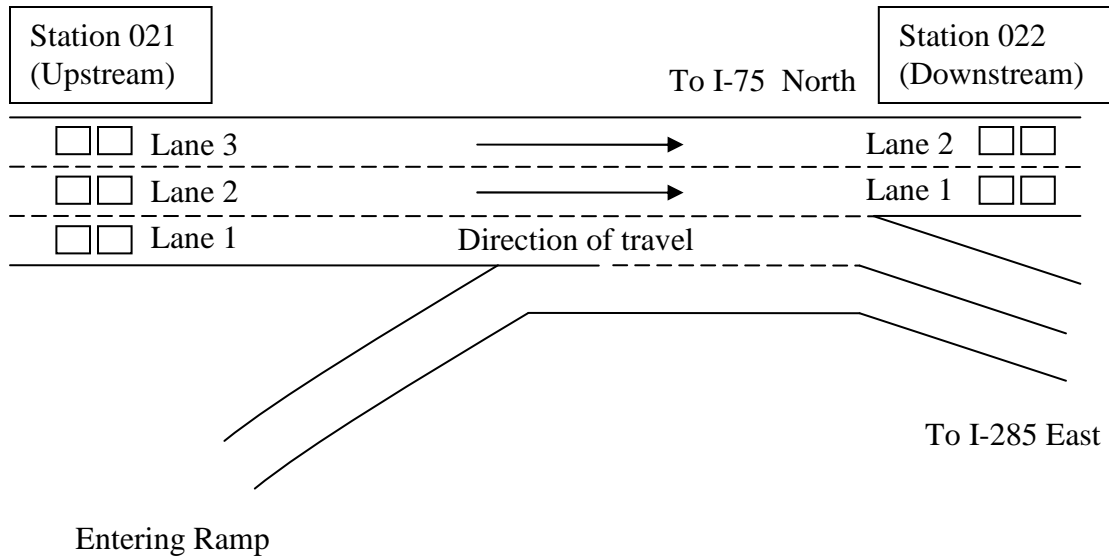 Station 021
(Upstream)
Station 022
(Downstream)
To I-75 North
Lane 3
Lane 2
Lane 2
Lane 1
Lane 1
Direction of travel
To I-285 East
Entering Ramp